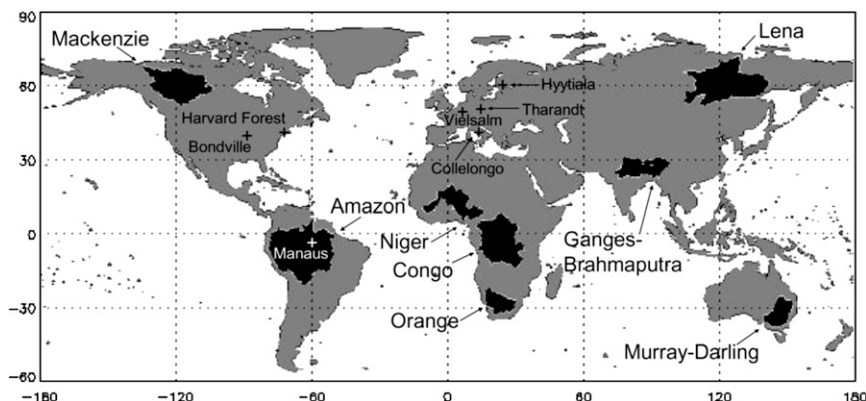 90
60
30
0
-30
-60
-180
-120
-60
0
60
120
180
Mackenzie
Lena
Hyytiala
Harvard Forest
Tharandt
Vielsalm
Bondville
Collelongo
Amazon
Manaus
Niger
Ganges-
Brahmaputra
Congo
Orange
Murray-Darling